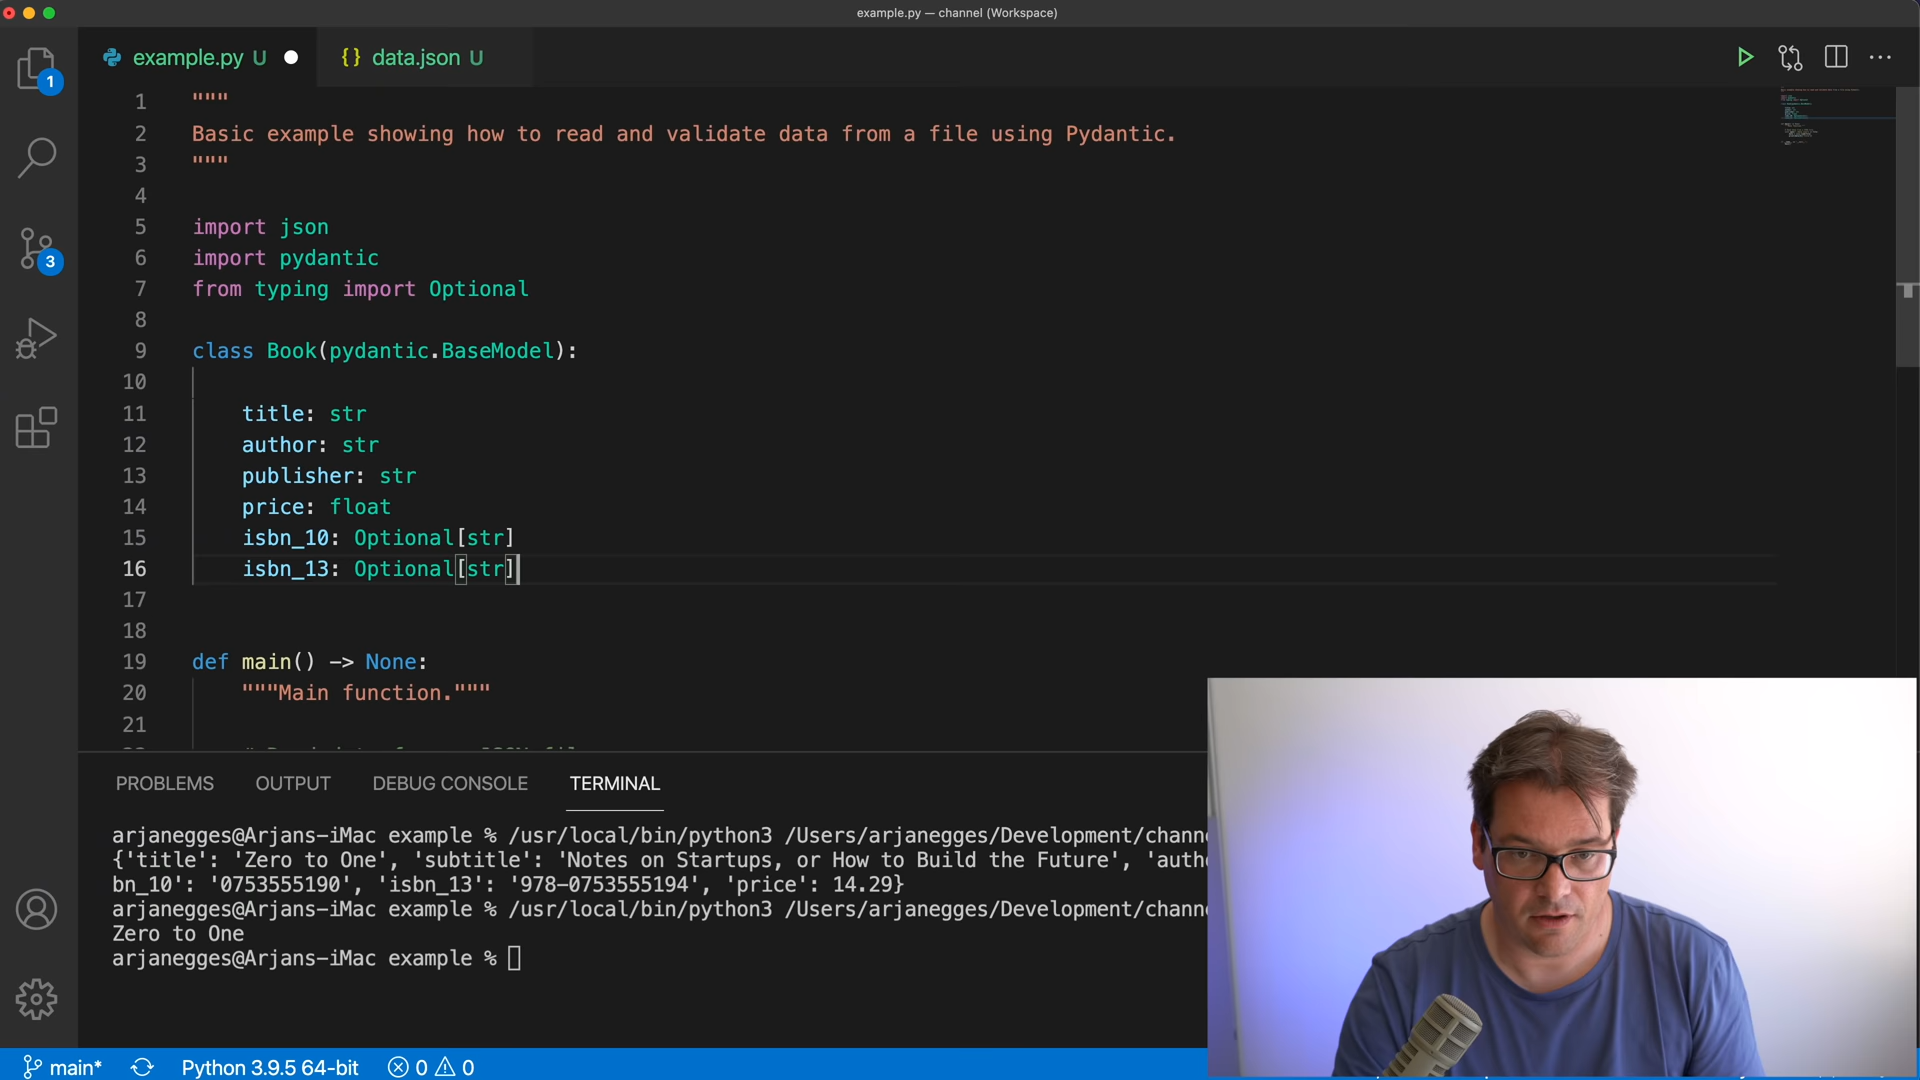 example.py — channel (Workspace)
example.py U
{} data.json U
1
1 """
2 Basic example showing how to read and validate data from a file using Pydantic.
3 """
4
5 import json
6 import pydantic
7 from typing import Optional
8
9 class Book(pydantic.BaseModel):
10
11 title: str
12 author: str
13 publisher: str
14 price: float
15 isbn_10: Optional[str]
16 isbn_13: Optional[str]
17
18
19 def main() -> None:
20 """Main function."""
21
3
PROBLEMS OUTPUT DEBUG CONSOLE TERMINAL
arjanegges@Arjans-iMac example % /usr/local/bin/python3 /Users/arjanegges/Development/chann
{'title': 'Zero to One', 'subtitle': 'Notes on Startups, or How to Build the Future', 'auth
bn_10': '0753555190', 'isbn_13': '978-0753555194', 'price': 14.29}
arjanegges@Arjans-iMac example % /usr/local/bin/python3 /Users/arjanegges/Development/chann
Zero to One
arjanegges@Arjans-iMac example %
main* Python 3.9.5 64-bit 0 0